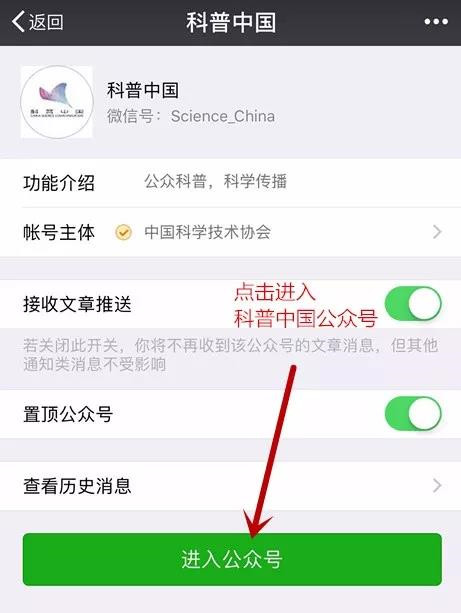 返回
科普中国
科普中国
科普中国
微信号：Science_China
功能介绍 公众科普，科学传播
帐号主体 中国科学技术协会
点击进入
接收文章推送
科普中国公众号
若关闭此开关，你将不再收到该公众号的文章消息，但其他
通知类消息不受影响
置顶公众号
查看历史消息
进入公众号